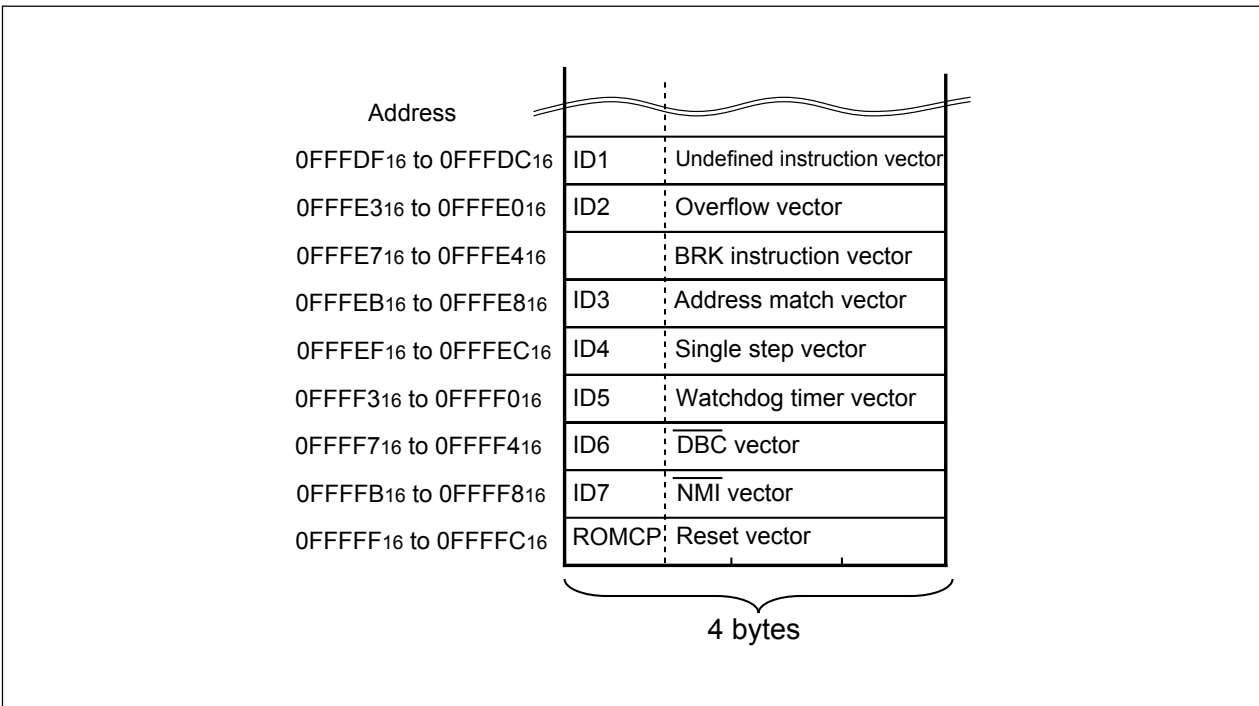 Address
0FFFDF16 to 0FFFDC16 ID1 Undefined instruction vector
0FFFE316 to 0FFFE016 ID2 Overflow vector
0FFFE716 to 0FFFE416 BRK instruction vector
0FFFEB16 to 0FFFE816 ID3 Address match vector
0FFFEF16 to 0FFFEC16 ID4 Single step vector
0FFFF316 to 0FFFF016 ID5 Watchdog timer vector
0FFFF716 to 0FFFF416 ID6 DBC vector
0FFFFB16 to 0FFFF816 ID7 NMI vector
0FFFFF16 to 0FFFFC16 ROMCP Reset vector
4 bytes